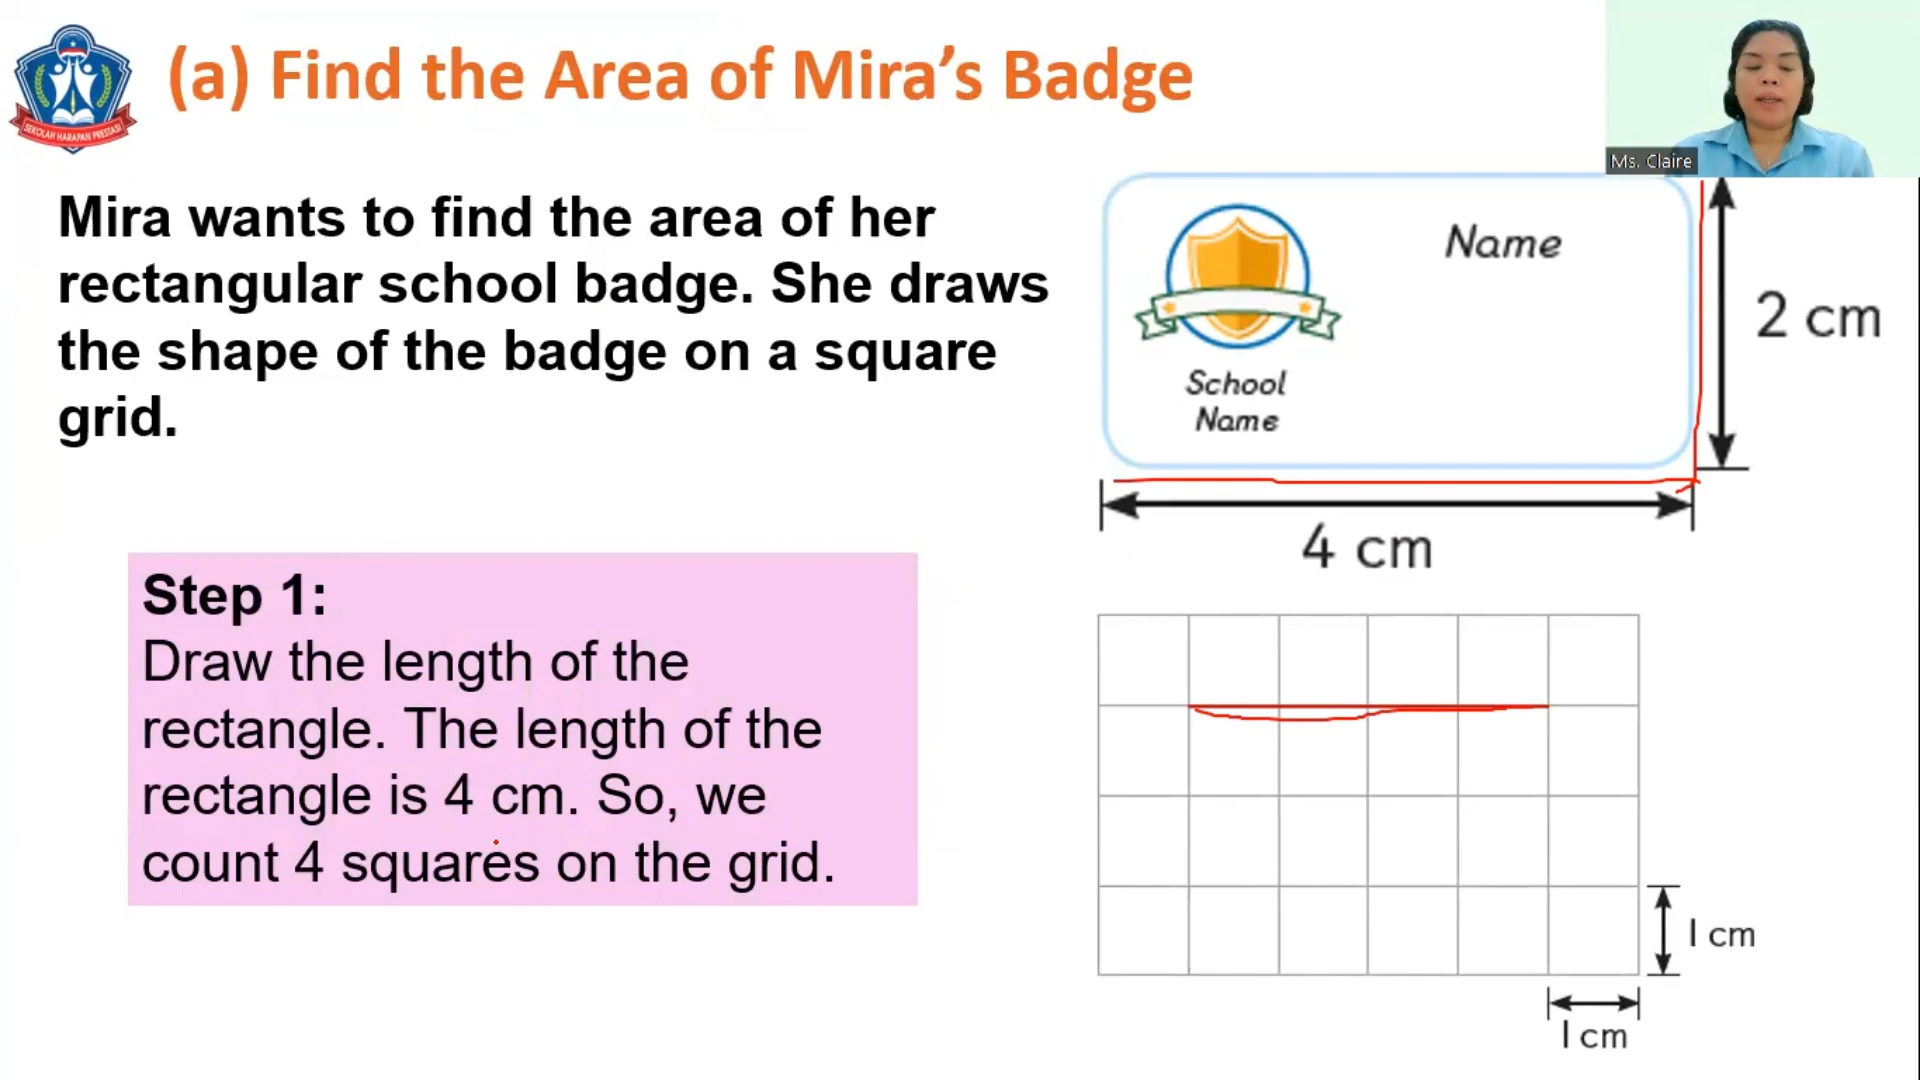 SEKOLAH HARAPAN PRESTASI
(a) Find the Area of Mira's Badge
Ms. Claire
Mira wants to find the area of her
rectangular school badge. She draws
the shape of the badge on a square
grid.
Name
School
Name
2 cm
4 cm
Step 1:
Draw the length of the
rectangle. The length of the
rectangle is 4 cm. So, we
count 4 squares on the grid.
1 cm
1 cm